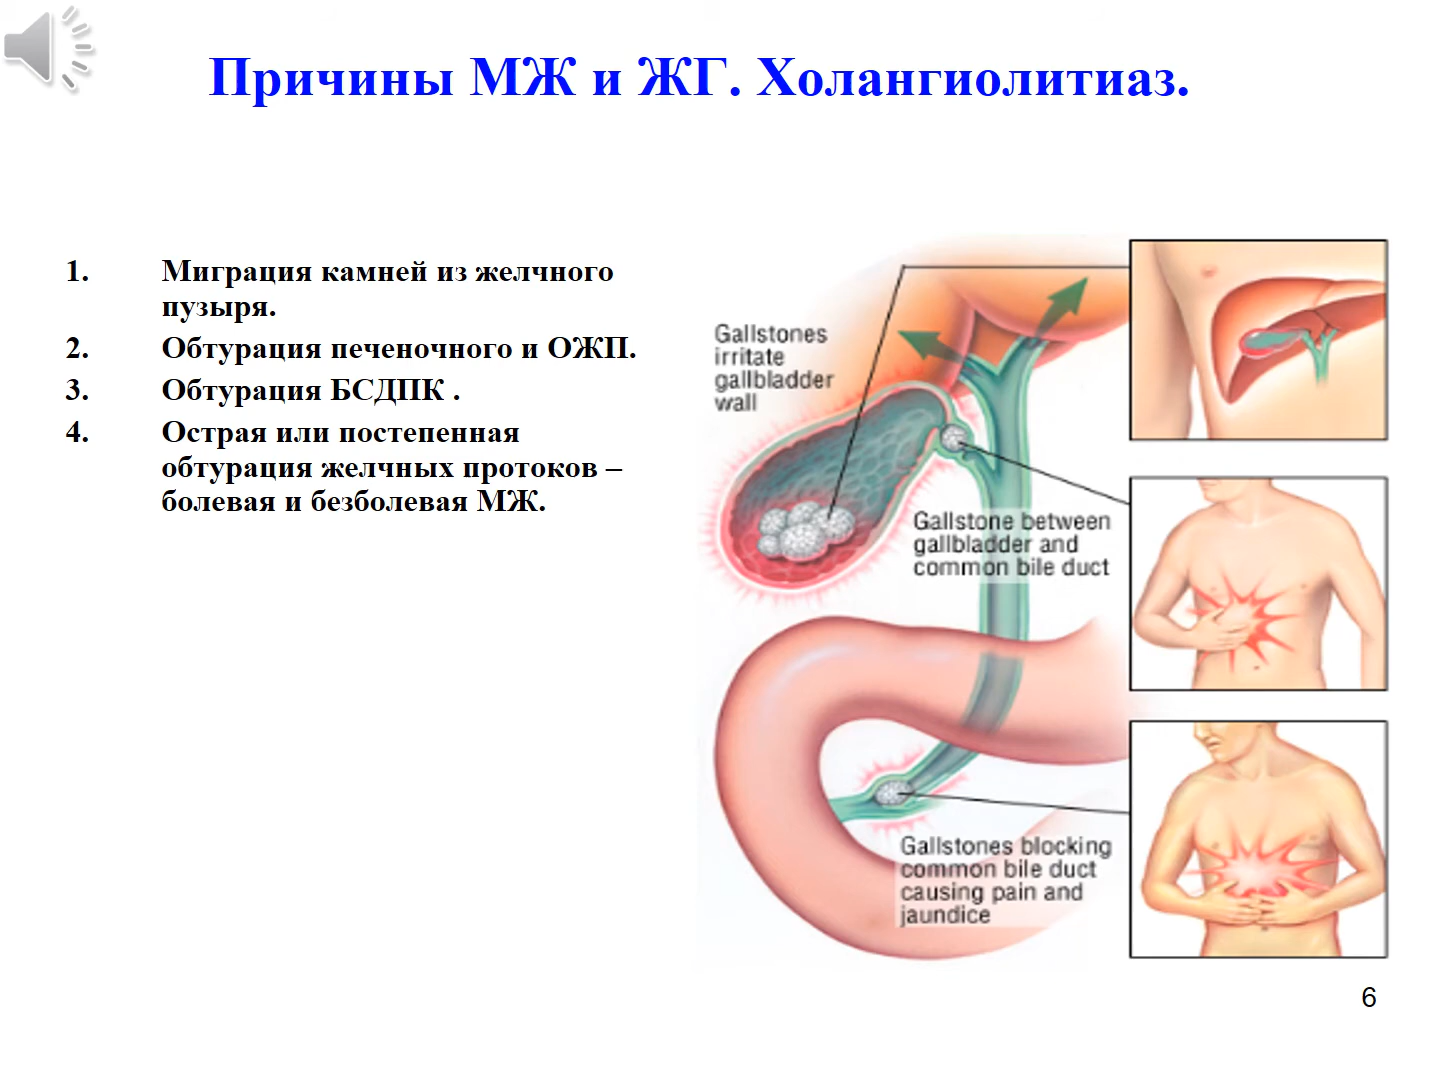 Причины МЖ и ЖГ. Холангиолитиаз.
1. Миграция камней из желчного
пузыря.
2. Обтурация печеночного и ОЖП.
3. Обтурация БСДПК .
4. Острая или постепенная
обтурация желчных протоков –
болевая и безболевая МЖ.
Gallstones
irritate
gallbladder
wall
Gallstone between
gallbladder and
common bile duct
Gallstones blocking
common bile duct
causing pain and
jaundice
6